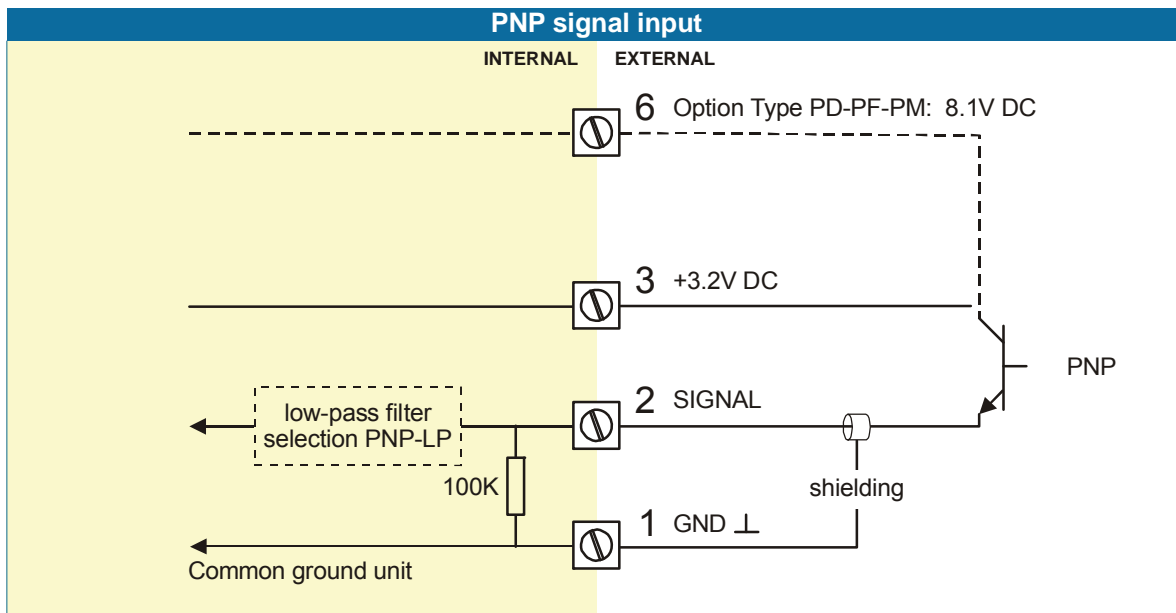 PNP signal input
INTERNAL EXTERNAL
6 Option Type PD-PF-PM: 8.1V DC
3 +3.2V DC
PNP
2 SIGNAL
low-pass filter
selection PNP-LP
100K
shielding
1 GND ⊥
Common ground unit